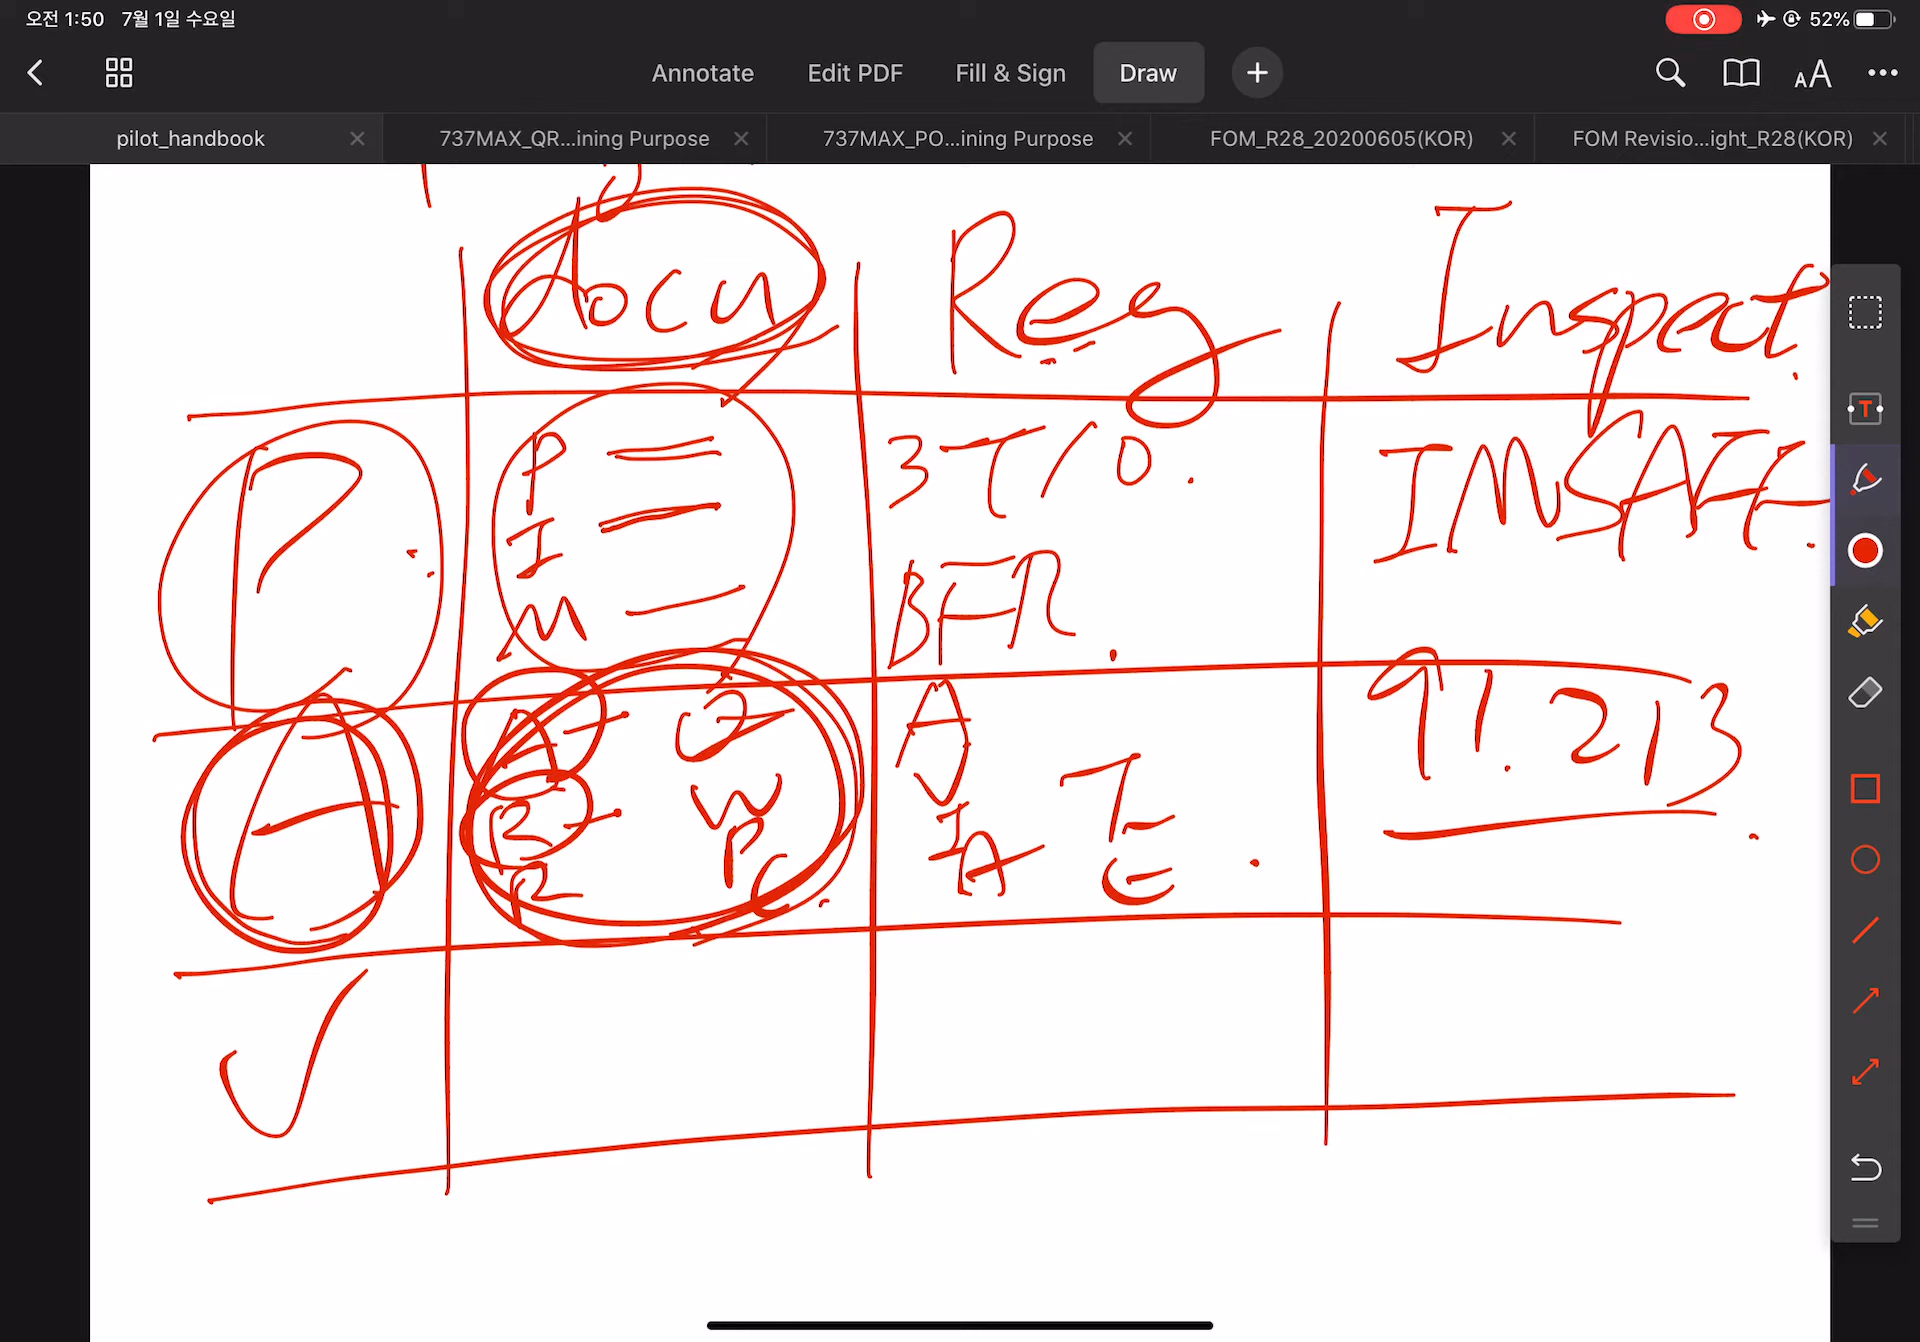 오전 1:50 7월 1일 수요일
52%
Annotate Edit PDF Fill & Sign Draw
AA
pilot_handbook
737MAX_QR...ining Purpose
737MAX_PO...ining Purpose
FOM_R28_20200605(KOR)
FOM Revisio...ight_R28(KOR)
docu Reg Inspect.
P
P
I
M
3 T/O.
BFR.
IMSAFE.
A
A
R
R
O
W
P
C.
A
V
I
A
T
E.
91.213
T